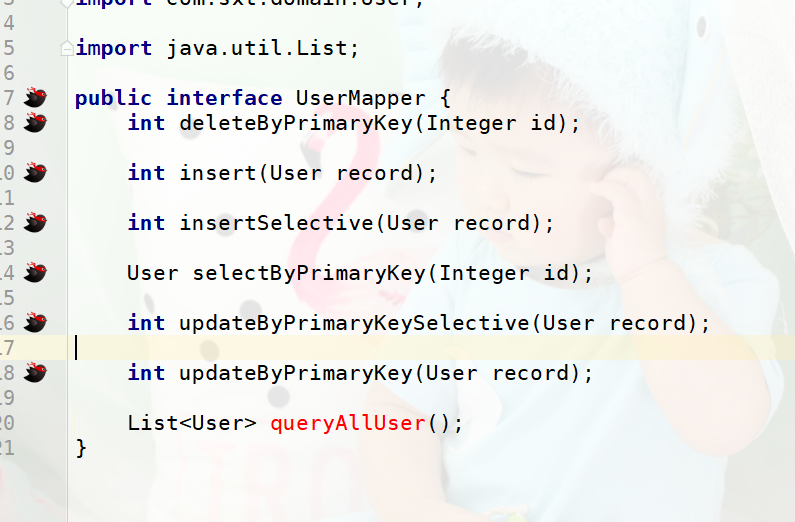 3 import com.sxt.domain.User;
4
5 import java.util.List;
6
7 public interface UserMapper {
8 int deleteByPrimaryKey(Integer id);
9
10 int insert(User record);
11
12 int insertSelective(User record);
13
14 User selectByPrimaryKey(Integer id);
15
16 int updateByPrimaryKeySelective(User record);
17
18 int updateByPrimaryKey(User record);
19
20 List<User> queryAllUser();
21 }